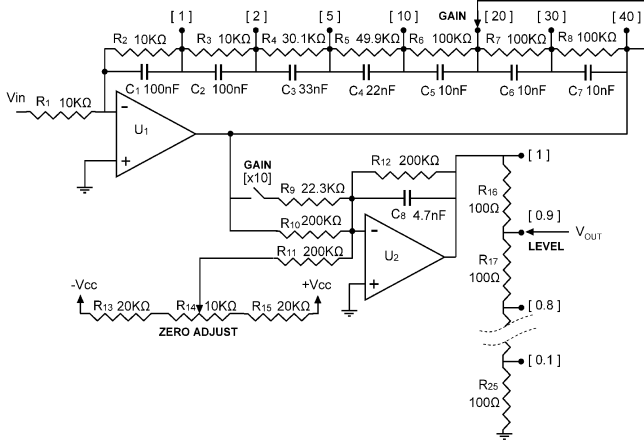 [ 1 ] [ 2 ] [ 5 ] [ 10 ] GAIN [ 20 ] [ 30 ] [ 40 ]
R2 10KΩ R3 10KΩ R4 30.1KΩ R5 49.9KΩ R6 100KΩ R7 100KΩ R8 100KΩ
C1 100nF C2 100nF C3 33nF C4 22nF C5 10nF C6 10nF C7 10nF
Vin R1 10KΩ
U1
- +
GAIN
[x10]
R12 200KΩ
[ 1 ]
R9 22.3KΩ
C8 4.7nF
R16
100Ω
R10 200KΩ
[ 0.9 ]
VOUT
LEVEL
R11 200KΩ
U2
- +
R17
100Ω
-Vcc +Vcc
R13 20KΩ R14 10KΩ R15 20KΩ
ZERO ADJUST
[ 0.8 ]
[ 0.1 ]
R25
100Ω